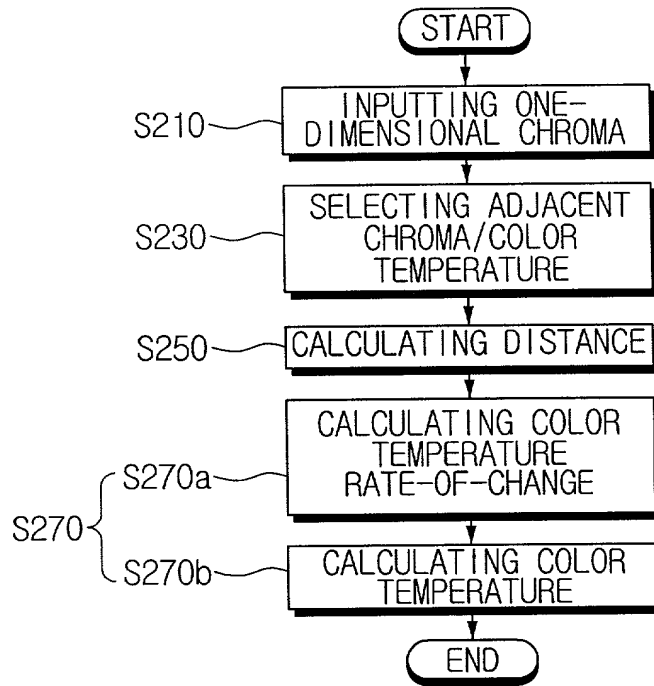 START
S210
INPUTTING ONE-
DIMENSIONAL CHROMA
S230
SELECTING ADJACENT
CHROMA/COLOR
TEMPERATURE
S250
CALCULATING DISTANCE
S270
S270a
CALCULATING COLOR
TEMPERATURE
RATE-OF-CHANGE
S270b
CALCULATING COLOR
TEMPERATURE
END